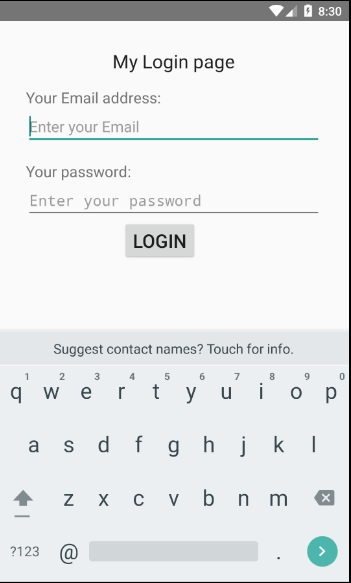 8:30
My Login page
Your Email address:
Enter your Email
Your password:
Enter your password
LOGIN
Suggest contact names? Touch for info.
1 2 3 4 5 6 7 8 9 0
q w e r t y u i o p
a s d f g h j k l
z x c v b n m
?123 @ .